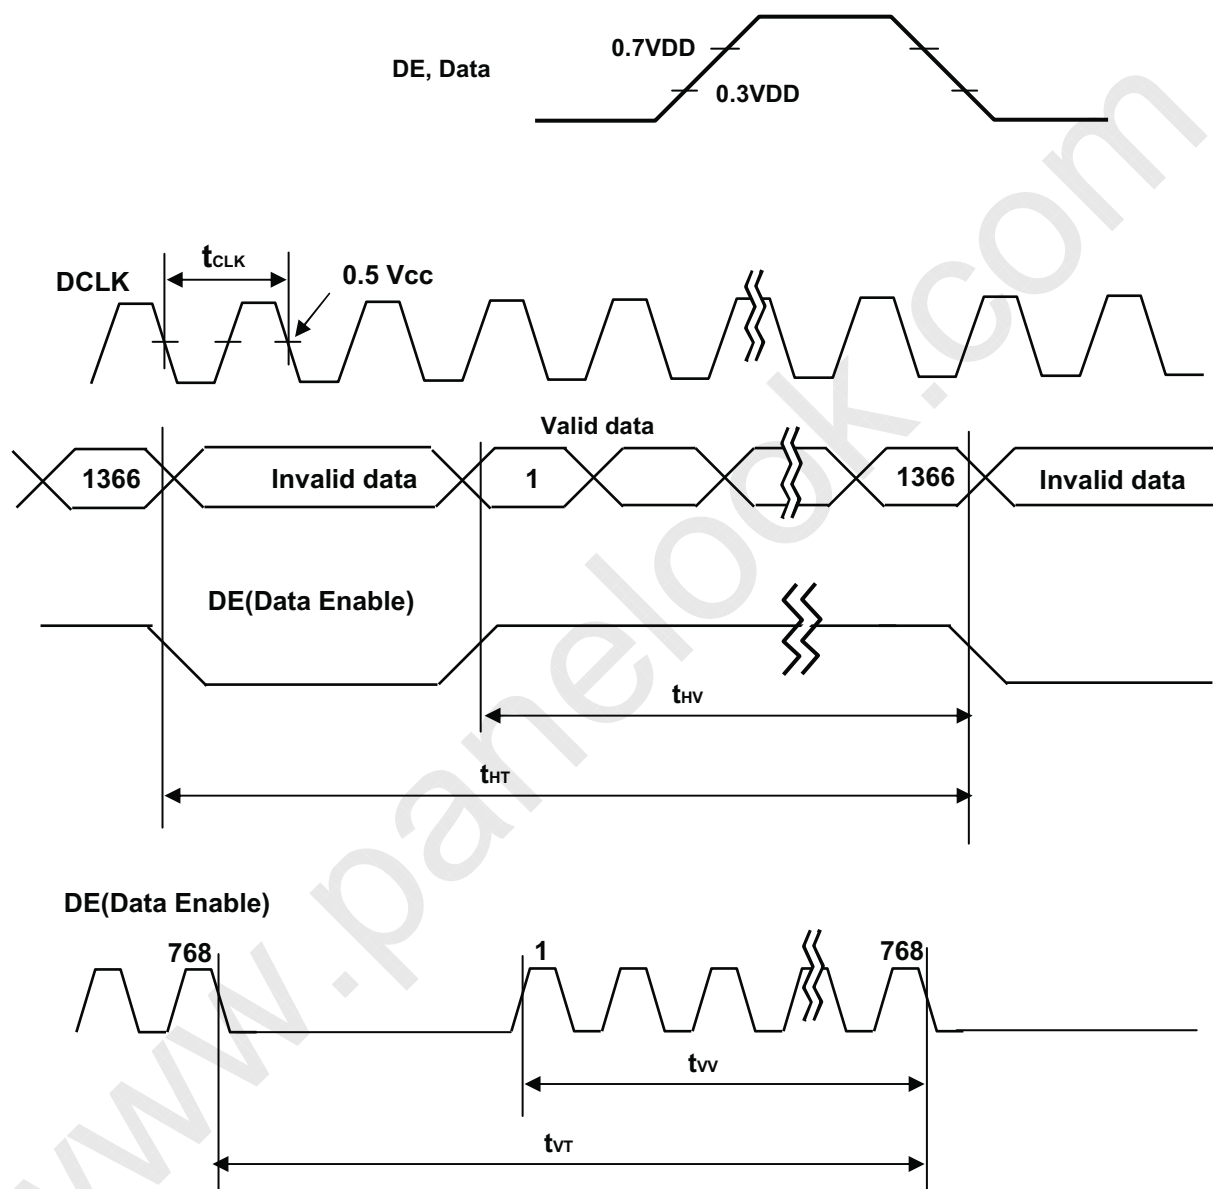 0.7VDD
DE, Data
0.3VDD
tCLK
DCLK
0.5 Vcc
Valid data
1366 Invalid data 1 1366 Invalid data
DE(Data Enable)
tHV
tHT
DE(Data Enable)
768 1 768
tVV
tVT
www.panelook.com